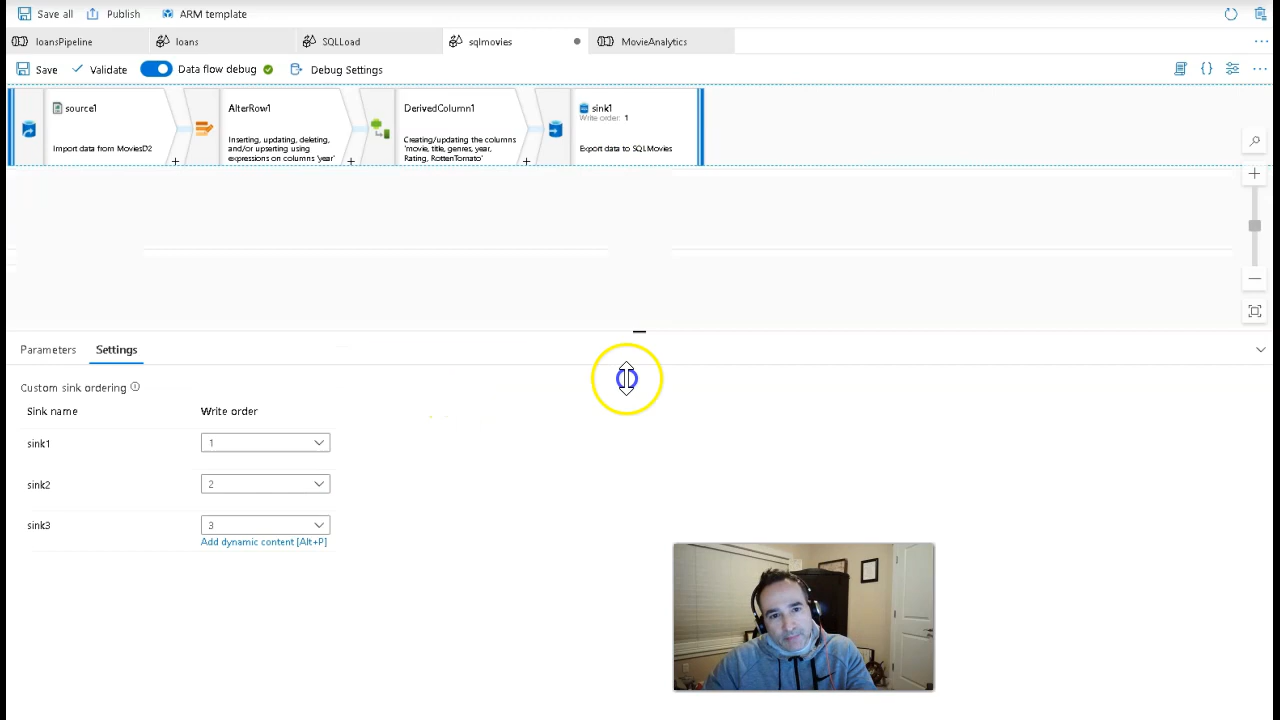 Save all Publish ARM template
loansPipeline loans SQLLoad sqlmovies MovieAnalytics
Save Validate Data flow debug Debug Settings
source1
Import data from MoviesD2
AlterRow1
Inserting, updating, deleting,
and/or upserting using
expressions on columns 'year'
DerivedColumn1
Creating/updating the columns
'movie, title, genres, year,
Rating, RottenTomato'
sink1
Write order: 1
Export data to SQLMovies
Parameters Settings
Custom sink ordering
Sink name Write order
sink1 1
sink2 2
sink3 3
Add dynamic content [Alt+P]